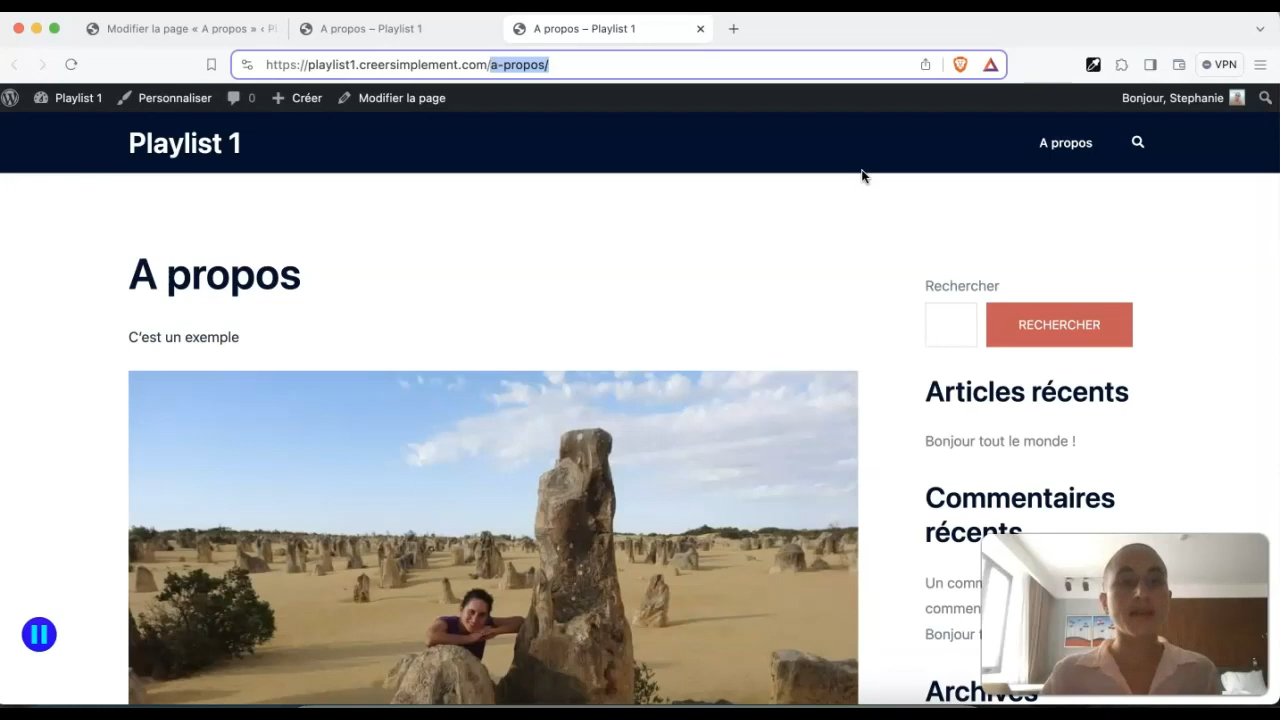 Modifier la page « A propos » ‹ Pl
A propos – Playlist 1
A propos – Playlist 1
https://playlist1.creersimplement.com/a-propos/
VPN
Playlist 1
Personnaliser
0
Créer
Modifier la page
Bonjour, Stephanie
Playlist 1
A propos
A propos
Rechercher
C'est un exemple
RECHERCHER
Articles récents
Bonjour tout le monde !
Commentaires
récents
Un comm
commen
Bonjour t
Archives